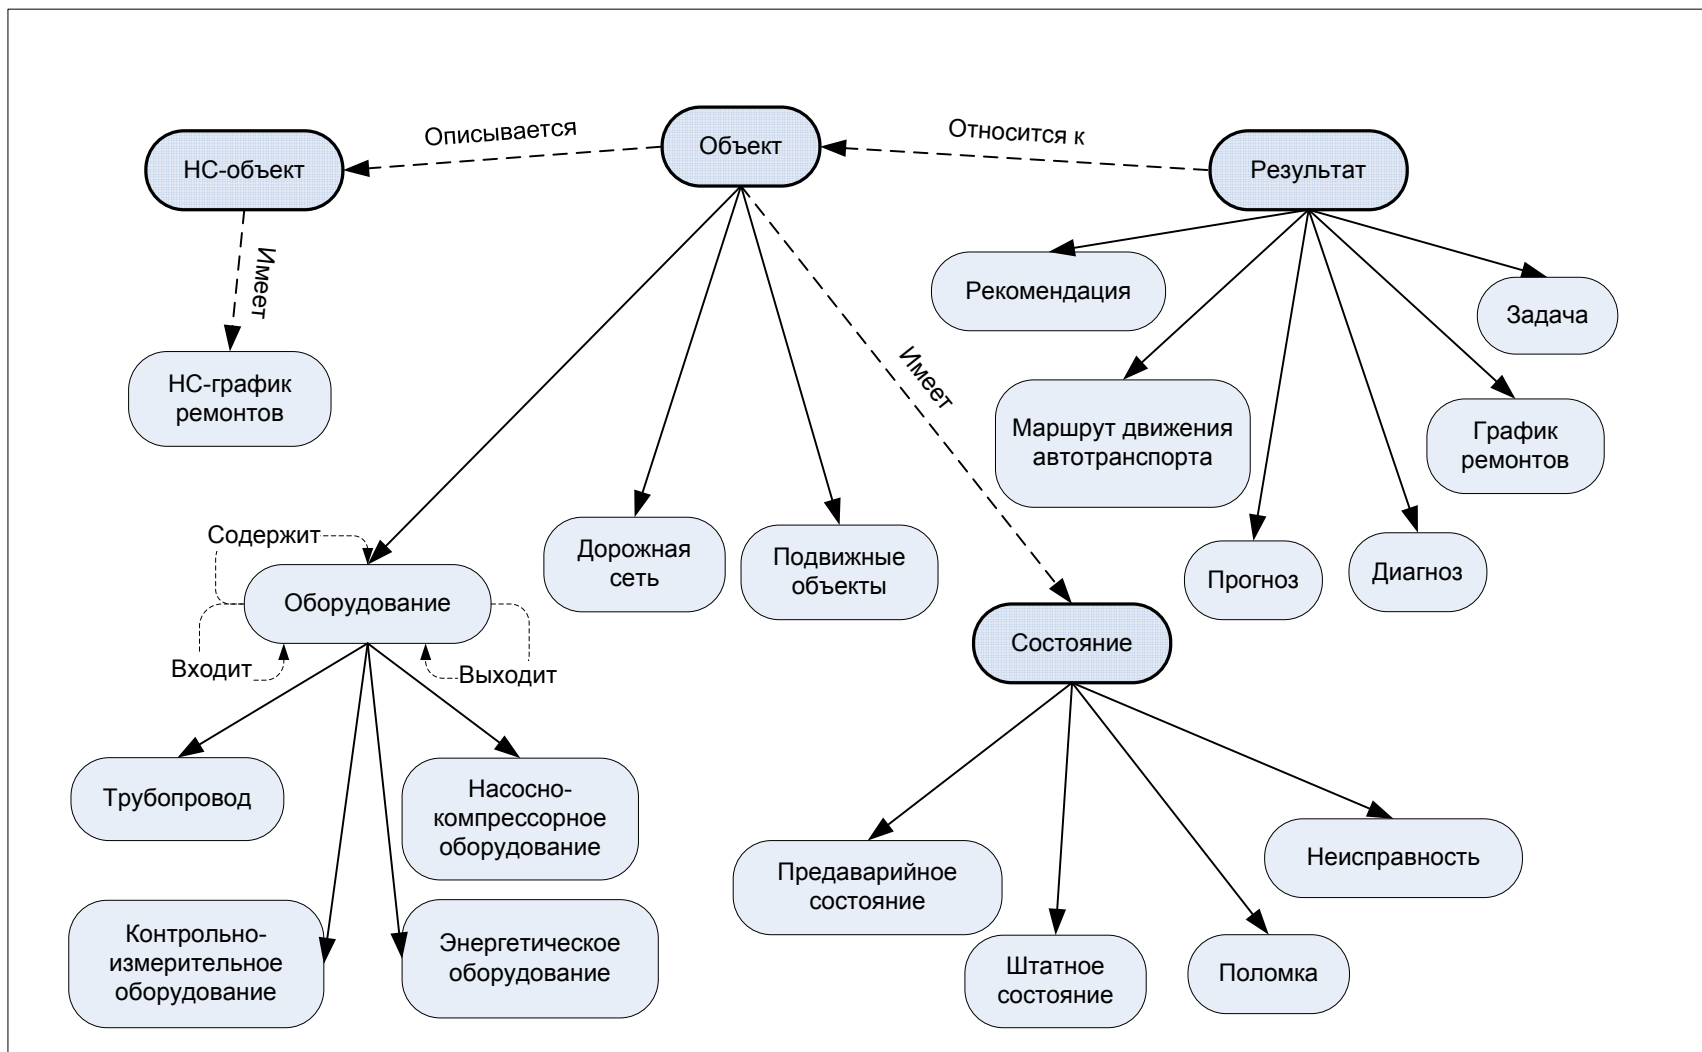 Описывается
Объект
Относится к
НС-объект
Результат
Имеет
Рекомендация
Задача
НС-график
ремонтов
Имеет
Маршрут движения
автотранспорта
График
ремонтов
Содержит
Дорожная
сеть
Подвижные
объекты
Прогноз
Диагноз
Оборудование
Состояние
Входит
Выходит
Трубопровод
Насосно-
компрессорное
оборудование
Предаварийное
состояние
Неисправность
Контрольно-
измерительное
оборудование
Энергетическое
оборудование
Штатное
состояние
Поломка